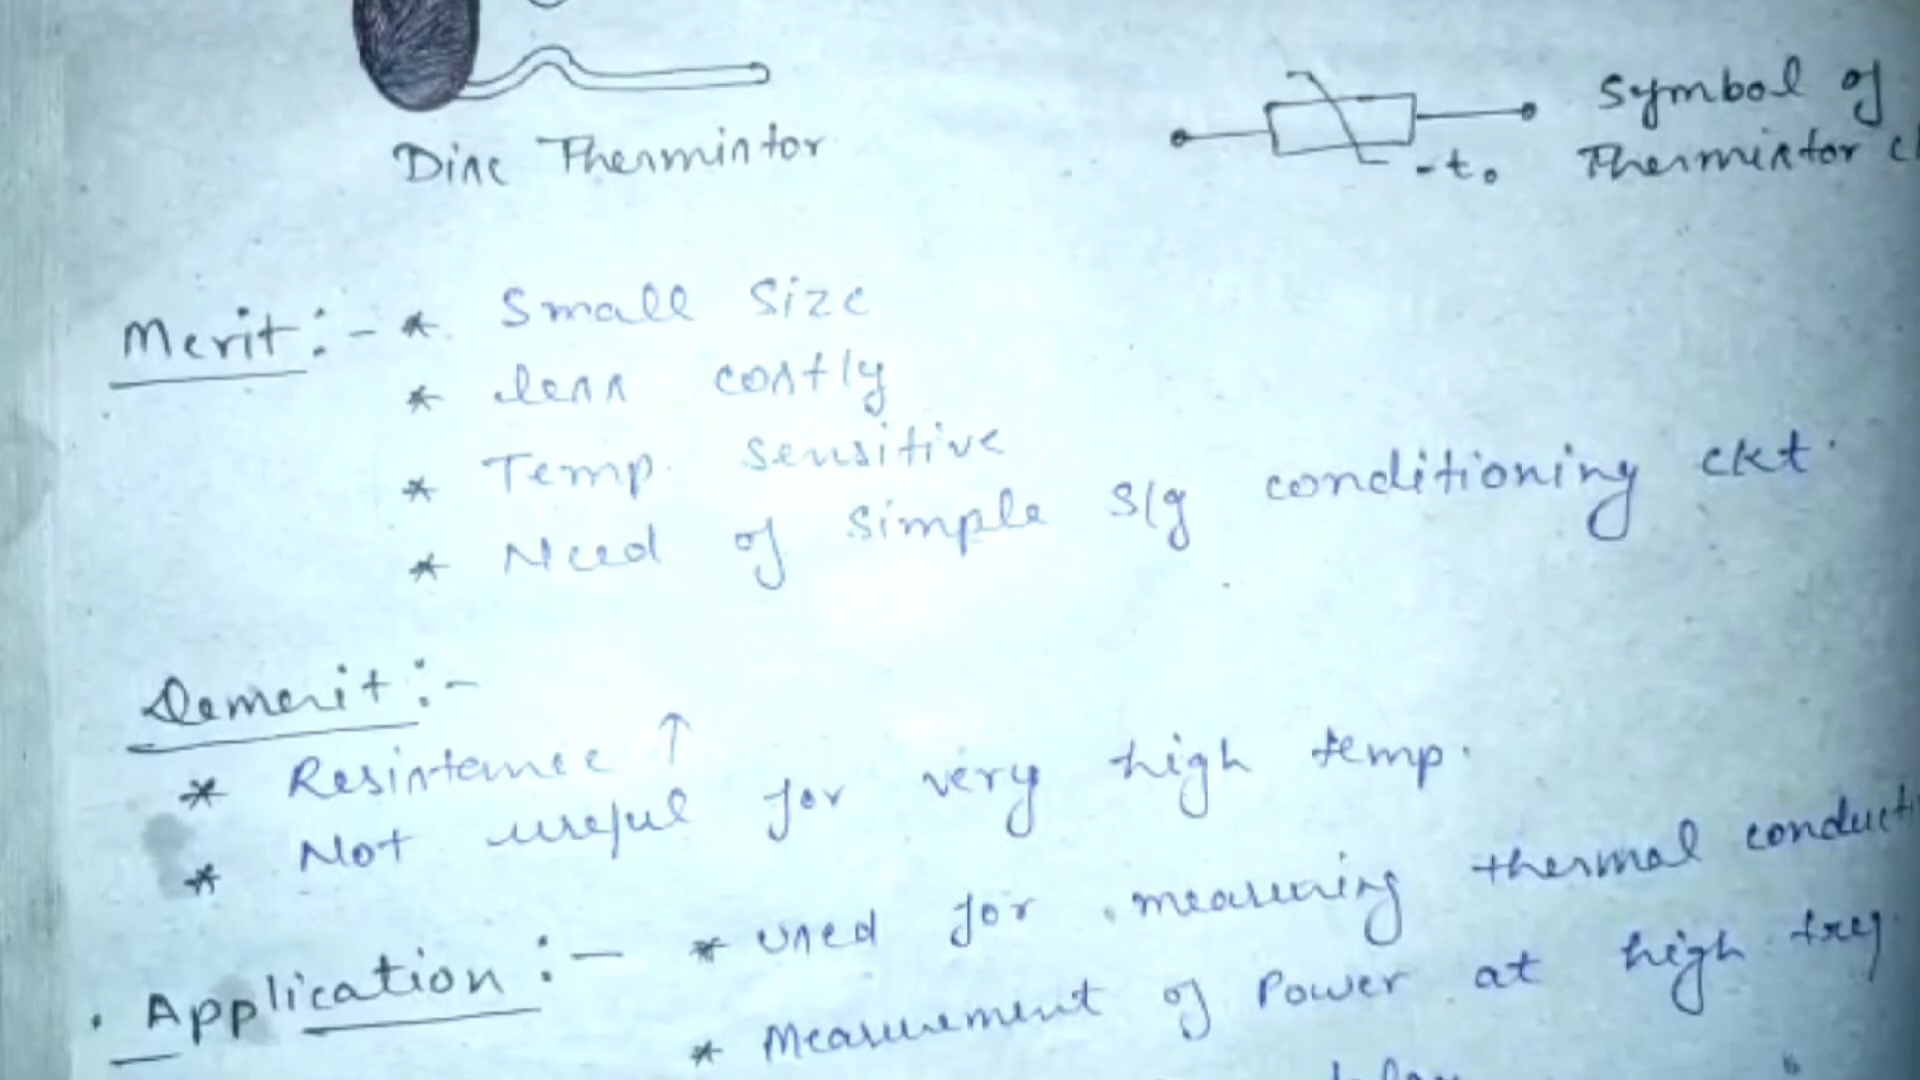 Disc Thermistor
Symbol of
-t°
Thermistor
Merit :- * Small Size
* less costly
* Temp. sensitive
* Need of simple s/g conditioning ckt.
Demerit :-
* Resistance ↑
* Not useful for very high temp.
Application :- * used for measuring thermal conducti
* Measurement of Power at high freq.